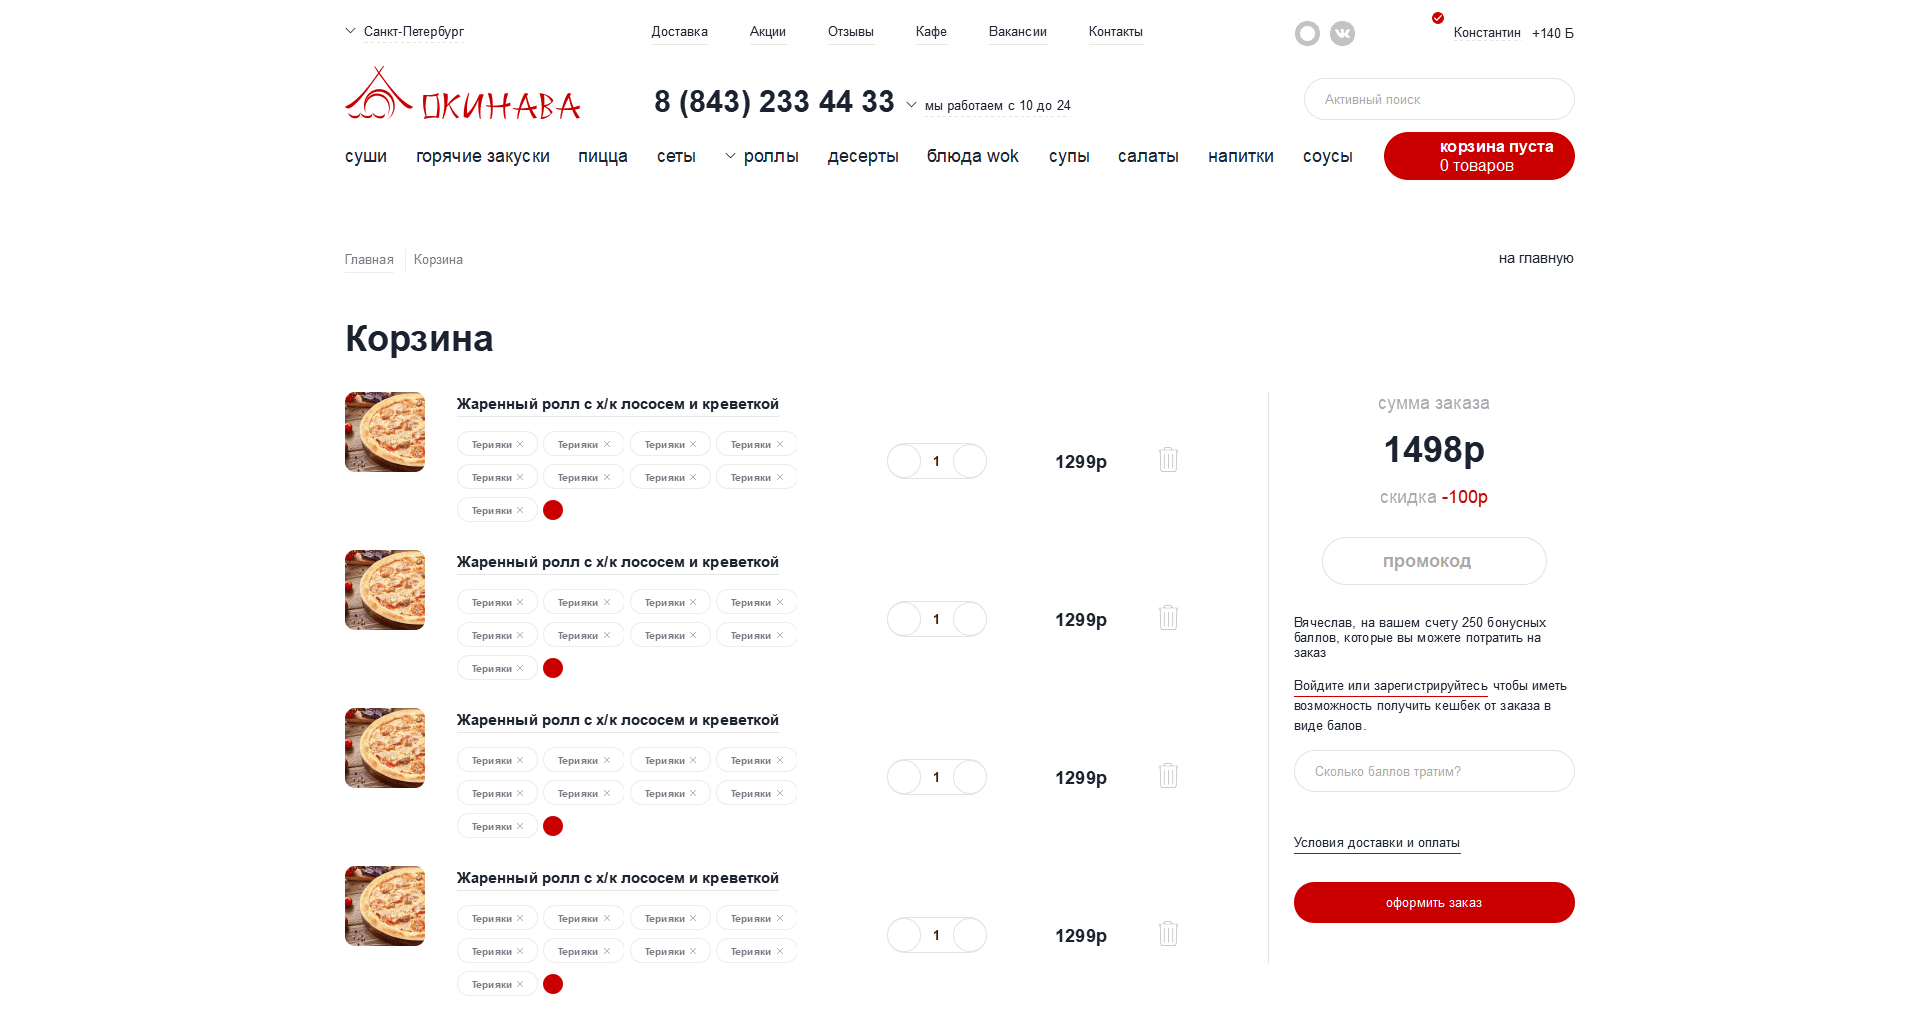 Санкт-Петербург
Доставка Акции Отзывы Кафе Вакансии Контакты
Константин +140 Б
ОКИНАВА
8 (843) 233 44 33
мы работаем с 10 до 24
Активный поиск
суши горячие закуски пицца сеты роллы десерты блюда wok супы салаты напитки соусы
корзина пуста
0 товаров
Главная Корзина
на главную
Корзина
Жаренный ролл с х/к лососем и креветкой
Терияки Терияки Терияки Терияки
Терияки Терияки Терияки Терияки
Терияки
1
1299р
Жаренный ролл с х/к лососем и креветкой
Терияки Терияки Терияки Терияки
Терияки Терияки Терияки Терияки
Терияки
1
1299р
Жаренный ролл с х/к лососем и креветкой
Терияки Терияки Терияки Терияки
Терияки Терияки Терияки Терияки
Терияки
1
1299р
Жаренный ролл с х/к лососем и креветкой
Терияки Терияки Терияки Терияки
Терияки Терияки Терияки Терияки
Терияки
1
1299р
сумма заказа
1498р
скидка -100р
промокод
Вячеслав, на вашем счету 250 бонусных
баллов, которые вы можете потратить на
заказ
Войдите или зарегистрируйтесь чтобы иметь
возможность получить кешбек от заказа в
виде балов.
Сколько баллов тратим?
Условия доставки и оплаты
оформить заказ